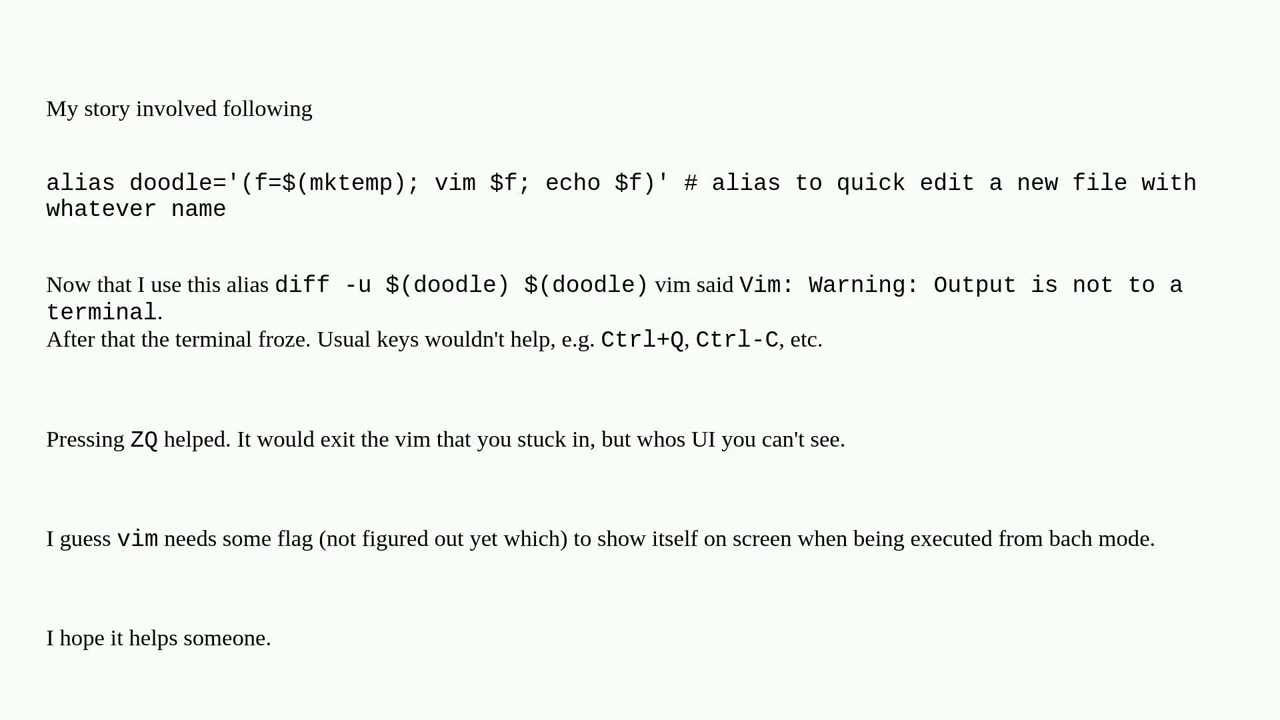 My story involved following
alias doodle='(f=$(mktemp); vim $f; echo $f)' # alias to quick edit a new file with
whatever name
Now that I use this alias diff -u $(doodle) $(doodle) vim said Vim: Warning: Output is not to a
terminal.
After that the terminal froze. Usual keys wouldn't help, e.g. Ctrl+Q, Ctrl-C, etc.
Pressing ZQ helped. It would exit the vim that you stuck in, but whos UI you can't see.
I guess vim needs some flag (not figured out yet which) to show itself on screen when being executed from bach mode.
I hope it helps someone.